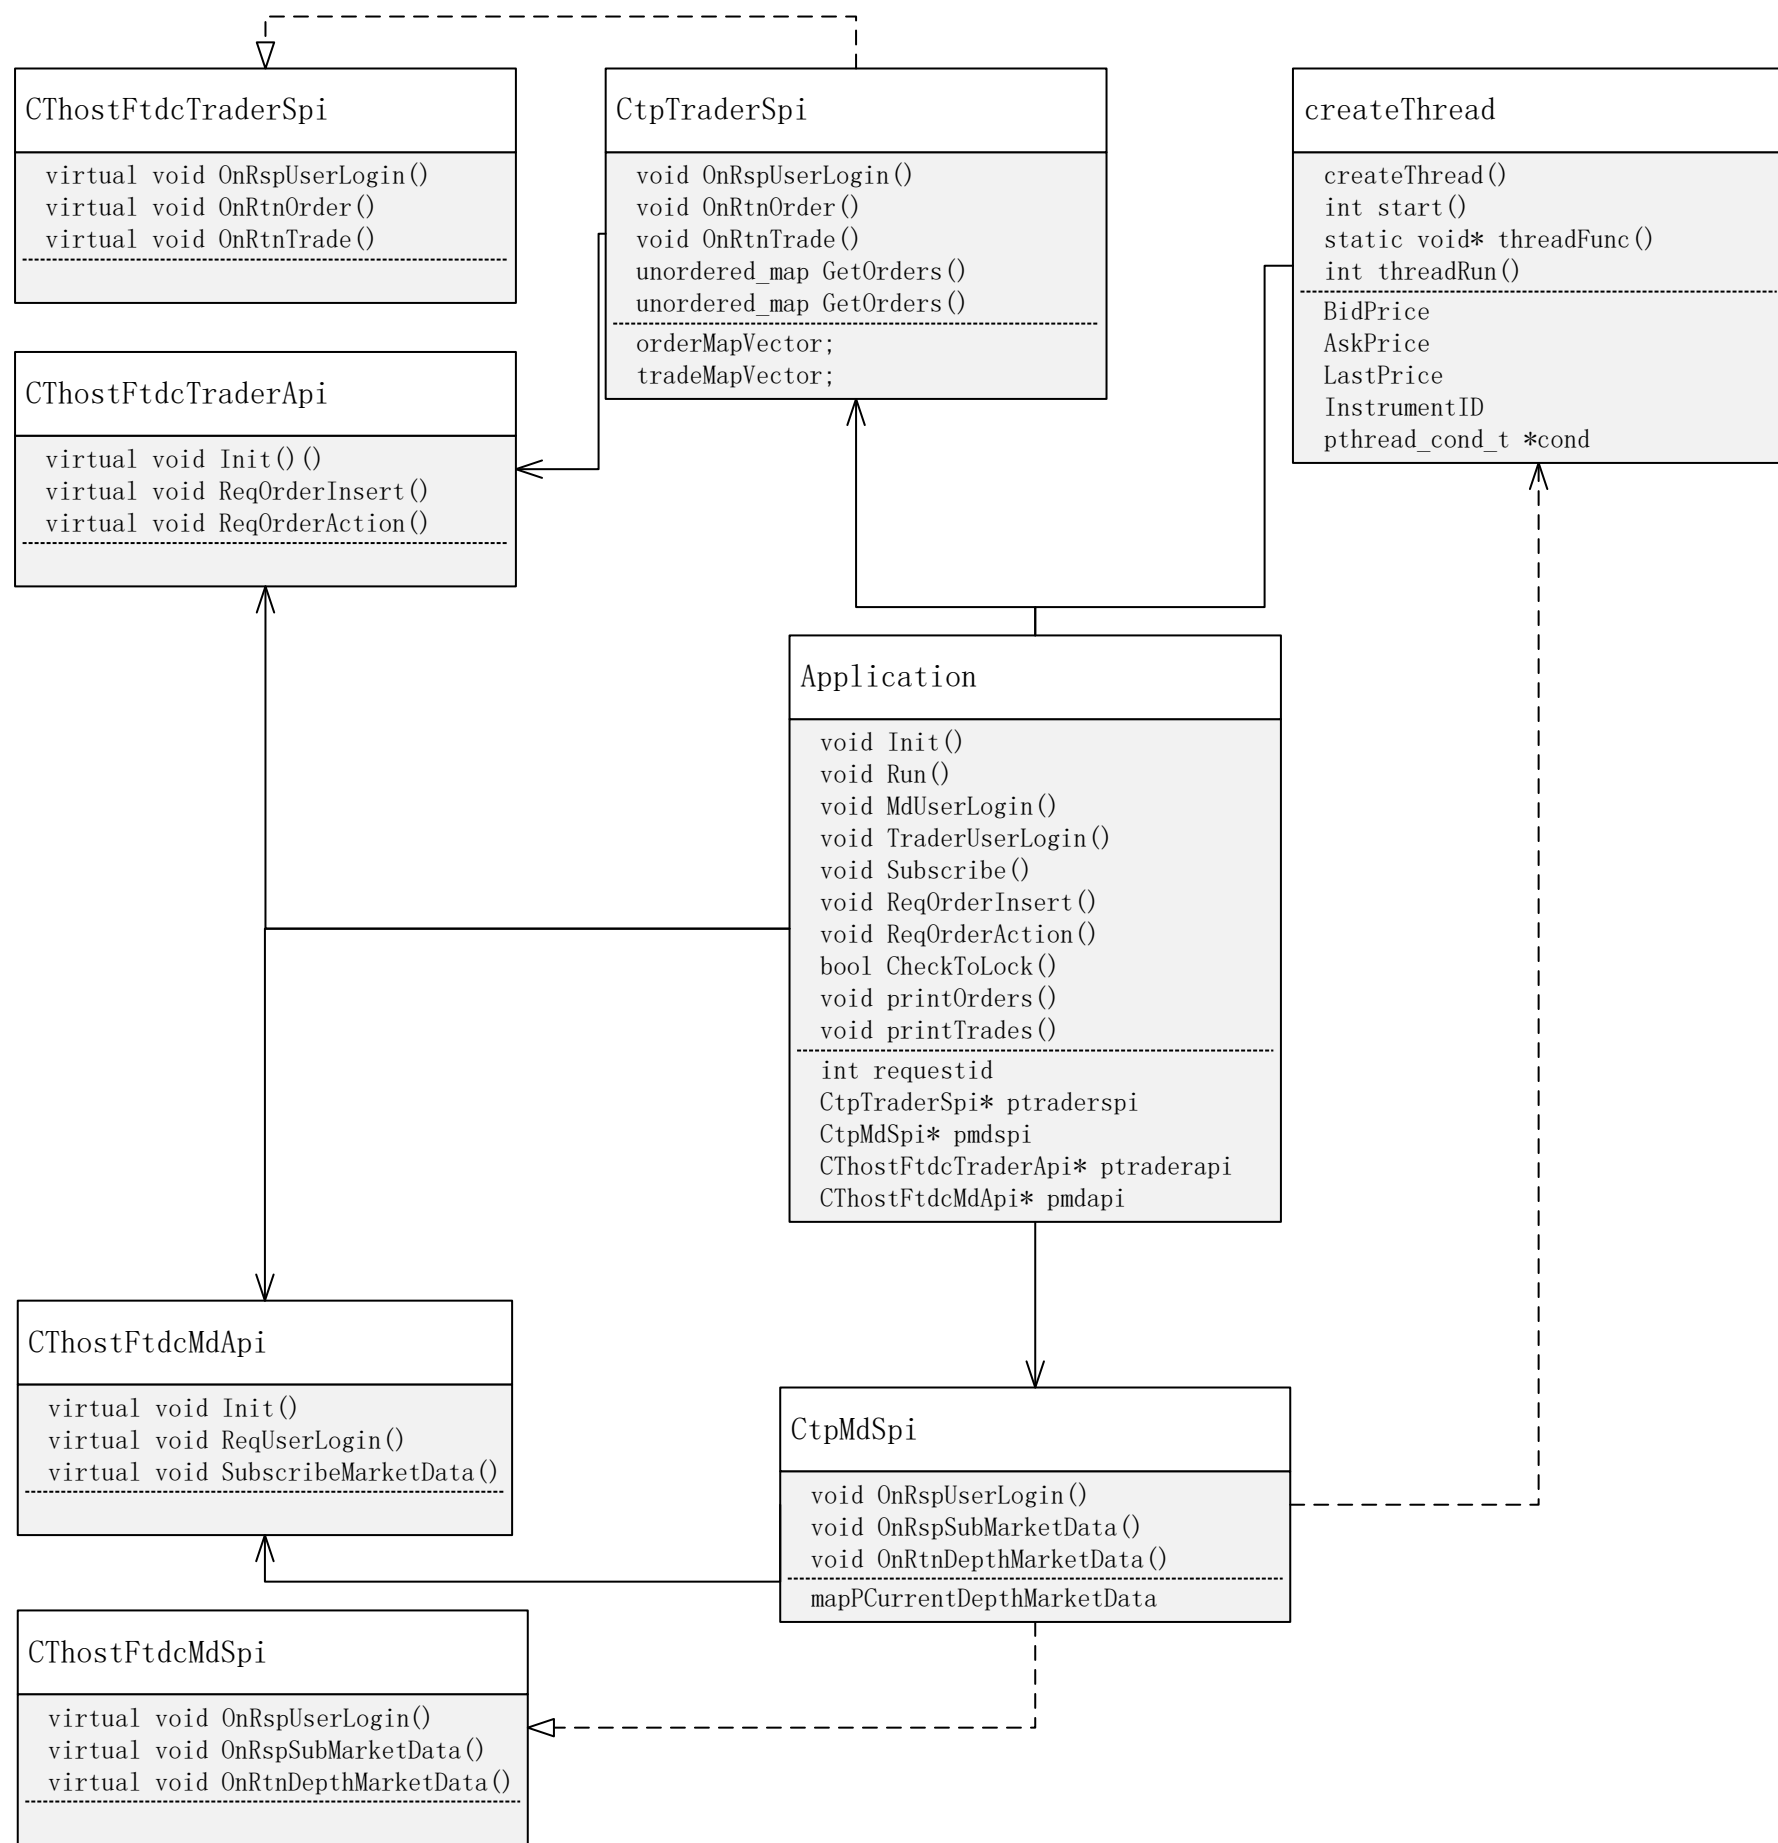 CThostFtdcTraderSpi
virtual void OnRspUserLogin()
virtual void OnRtnOrder()
virtual void OnRtnTrade()
CtpTraderSpi
void OnRspUserLogin()
void OnRtnOrder()
void OnRtnTrade()
unordered_map GetOrders()
unordered_map GetOrders()
orderMapVector;
tradeMapVector;
createThread
createThread()
int start()
static void* threadFunc()
int threadRun()
BidPrice
AskPrice
LastPrice
InstrumentID
pthread_cond_t *cond
CThostFtdcTraderApi
virtual void Init()()
virtual void ReqOrderInsert()
virtual void ReqOrderAction()
Application
void Init()
void Run()
void MdUserLogin()
void TraderUserLogin()
void Subscribe()
void ReqOrderInsert()
void ReqOrderAction()
bool CheckToLock()
void printOrders()
void printTrades()
int requestid
CtpTraderSpi* ptraderspi
CtpMdSpi* pmdspi
CThostFtdcTraderApi* ptraderapi
CThostFtdcMdApi* pmdapi
CThostFtdcMdApi
virtual void Init()
virtual void ReqUserLogin()
virtual void SubscribeMarketData()
CtpMdSpi
void OnRspUserLogin()
void OnRspSubMarketData()
void OnRtnDepthMarketData()
mapPCurrentDepthMarketData
CThostFtdcMdSpi
virtual void OnRspUserLogin()
virtual void OnRspSubMarketData()
virtual void OnRtnDepthMarketData()